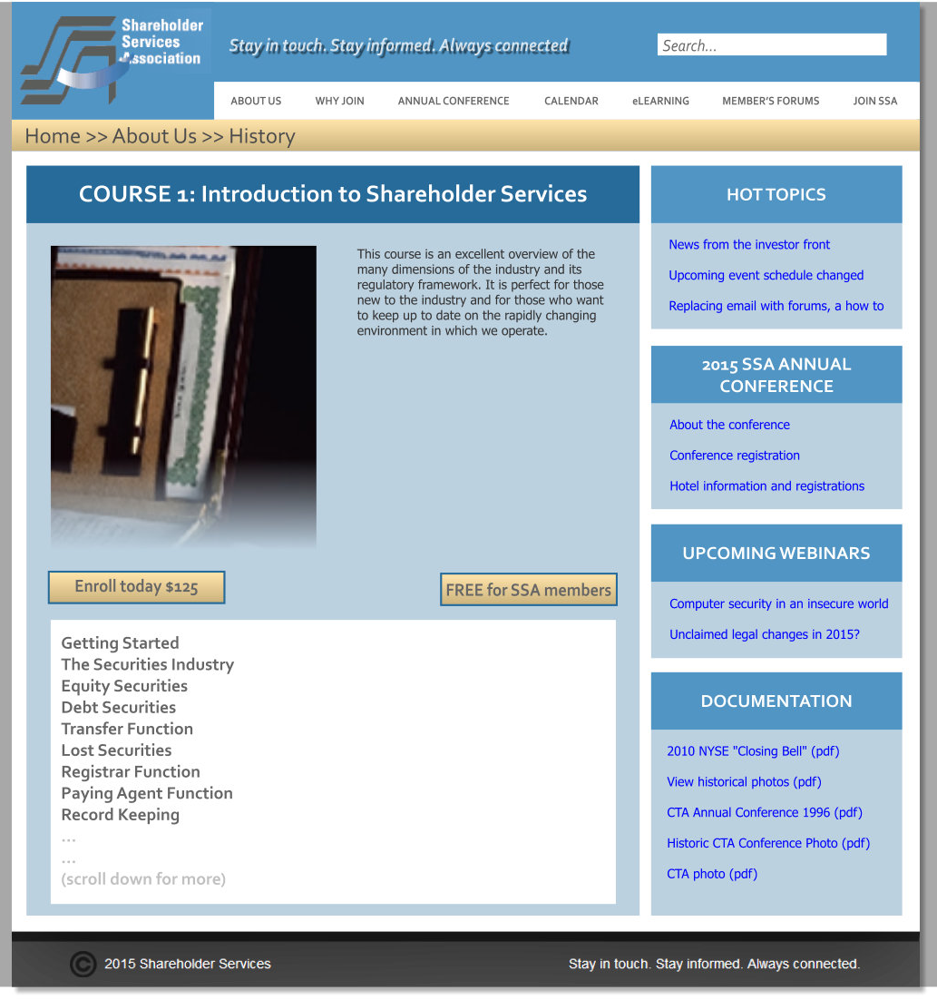 Shareholder
Services
Association
Stay in touch. Stay informed. Always connected
Search...
ABOUT US
WHY JOIN
ANNUAL CONFERENCE
CALENDAR
eLEARNING
MEMBER'S FORUMS
JOIN SSA
Home >> About Us >> History
COURSE 1: Introduction to Shareholder Services
This course is an excellent overview of the
many dimensions of the industry and its
regulatory framework. It is perfect for those
new to the industry and for those who want
to keep up to date on the rapidly changing
environment in which we operate.
Enroll today $125
FREE for SSA members
Getting Started
The Securities Industry
Equity Securities
Debt Securities
Transfer Function
Lost Securities
Registrar Function
Paying Agent Function
Record Keeping
...
...
(scroll down for more)
HOT TOPICS
News from the investor front
Upcoming event schedule changed
Replacing email with forums, a how to
2015 SSA ANNUAL
CONFERENCE
About the conference
Conference registration
Hotel information and registrations
UPCOMING WEBINARS
Computer security in an insecure world
Unclaimed legal changes in 2015?
DOCUMENTATION
2010 NYSE "Closing Bell" (pdf)
View historical photos (pdf)
CTA Annual Conference 1996 (pdf)
Historic CTA Conference Photo (pdf)
CTA photo (pdf)
© 2015 Shareholder Services
Stay in touch. Stay informed. Always connected.